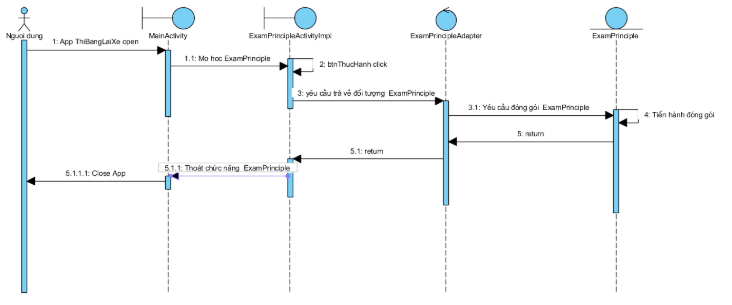 Nguoi dung
MainActivity
ExamPrincipleActivityImpl
ExamPrincipleAdapter
ExamPrinciple
1: App ThiBangLaiXe open
1.1: Mo hoc ExamPrinciple
2: btnThucHanh click
3: yêu cầu trả về đối tượng ExamPrinciple
3.1: Yêu cầu đóng gói ExamPrinciple
4: Tiến hành đóng gói
5: return
5.1: return
5.1.1: Thoát chức năng ExamPrinciple
5.1.1.1: Close App